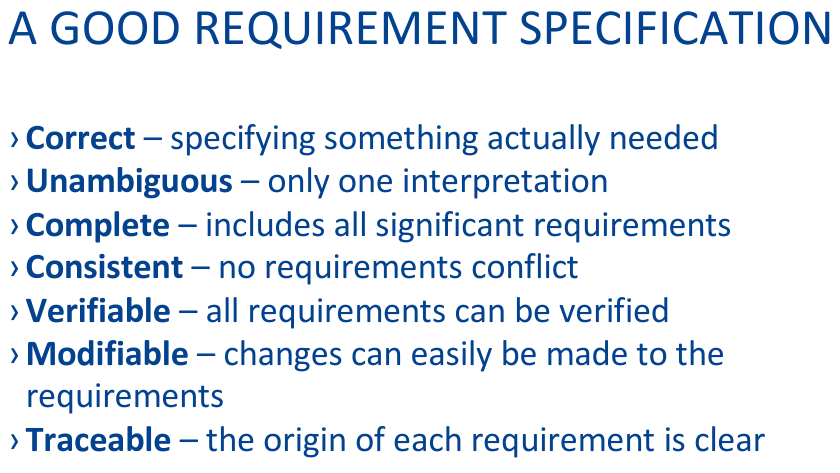 A GOOD REQUIREMENT SPECIFICATION
› Correct – specifying something actually needed
› Unambiguous – only one interpretation
› Complete – includes all significant requirements
› Consistent – no requirements conflict
› Verifiable – all requirements can be verified
› Modifiable – changes can easily be made to the
requirements
› Traceable – the origin of each requirement is clear